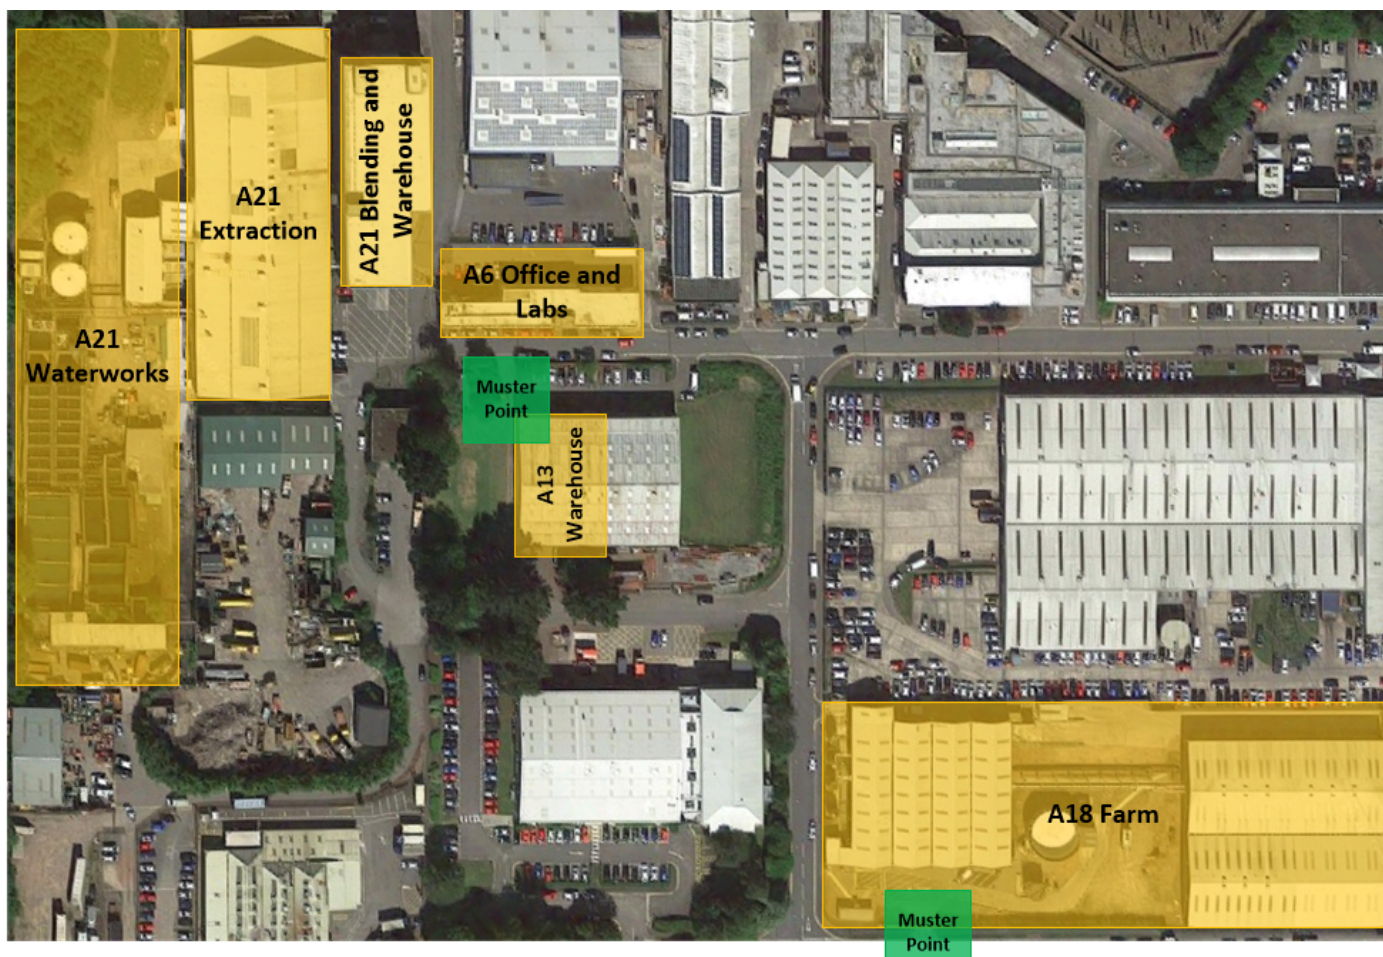 A21
Extraction
A21 Blending and
Warehouse
A6 Office and
Labs
A21
Waterworks
Muster
Point
A13
Warehouse
A18 Farm
Muster
Point